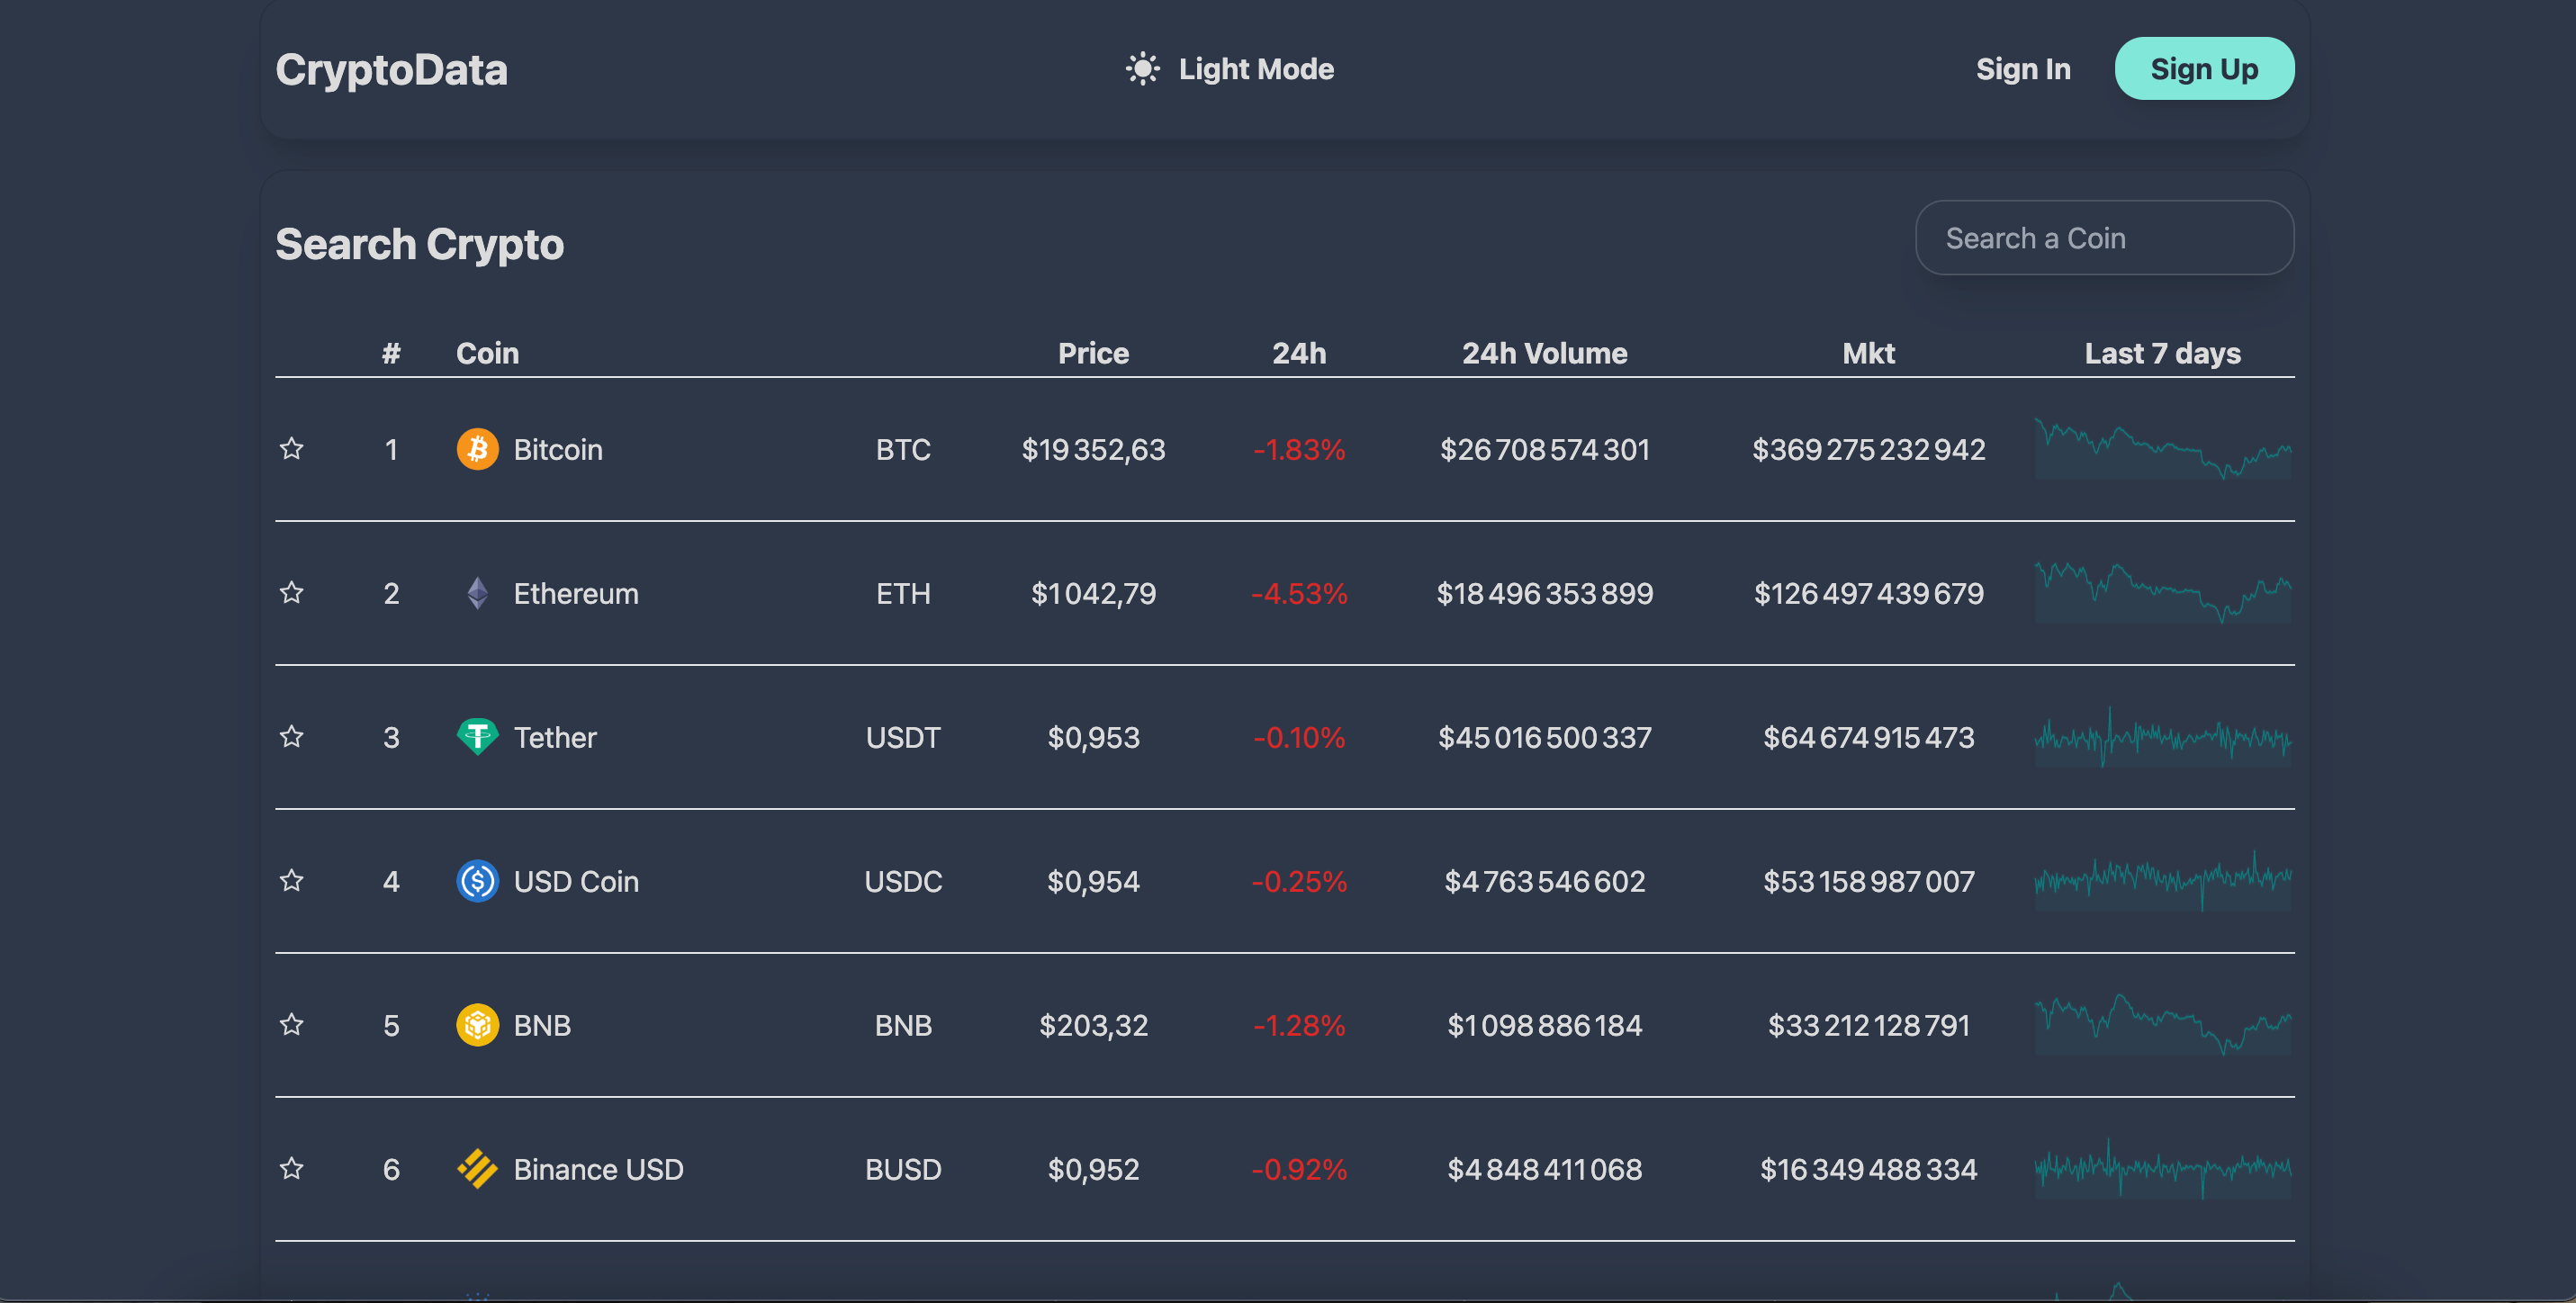 CryptoData Light Mode Sign In Sign Up
Search Crypto Search a Coin
# Coin Price 24h 24h Volume Mkt Last 7 days
1 Bitcoin BTC $19 352,63 -1.83% $26 708 574 301 $369 275 232 942
2 Ethereum ETH $1 042,79 -4.53% $18 496 353 899 $126 497 439 679
3 Tether USDT $0,953 -0.10% $45 016 500 337 $64 674 915 473
4 USD Coin USDC $0,954 -0.25% $4 763 546 602 $53 158 987 007
5 BNB BNB $203,32 -1.28% $1 098 886 184 $33 212 128 791
6 Binance USD BUSD $0,952 -0.92% $4 848 411 068 $16 349 488 334